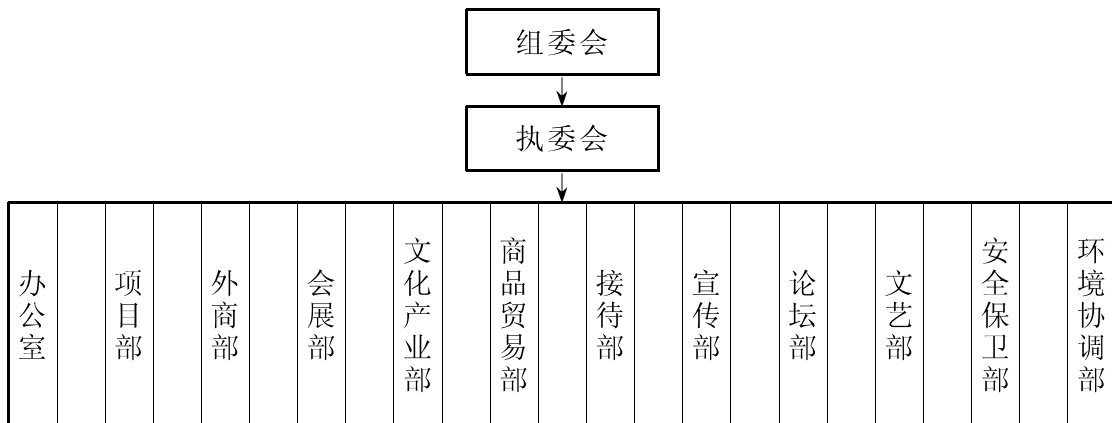 组委会
执委会
办公室
项目部
外商部
会展部
文化产业部
商品贸易部
接待部
宣传部
论坛部
文艺部
安全保卫部
环境协调部